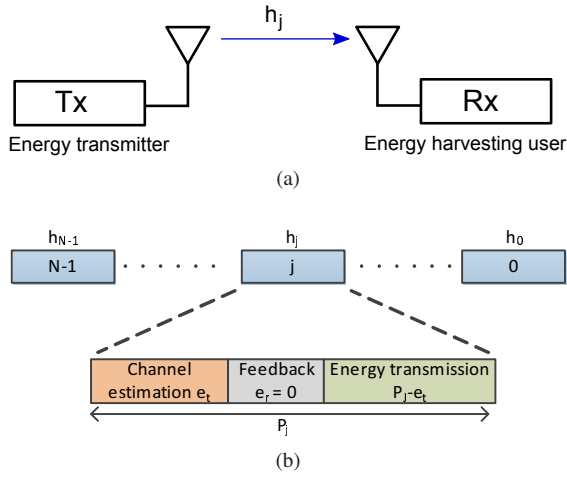 h_j
Tx
Rx
Energy transmitter
Energy harvesting user
(a)
h_{N-1}
h_j
h_0
N-1
. . . . . .
j
. . . . . .
0
Channel estimation e_t
Feedback e_r = 0
Energy transmission P_J-e_t
P_j
(b)